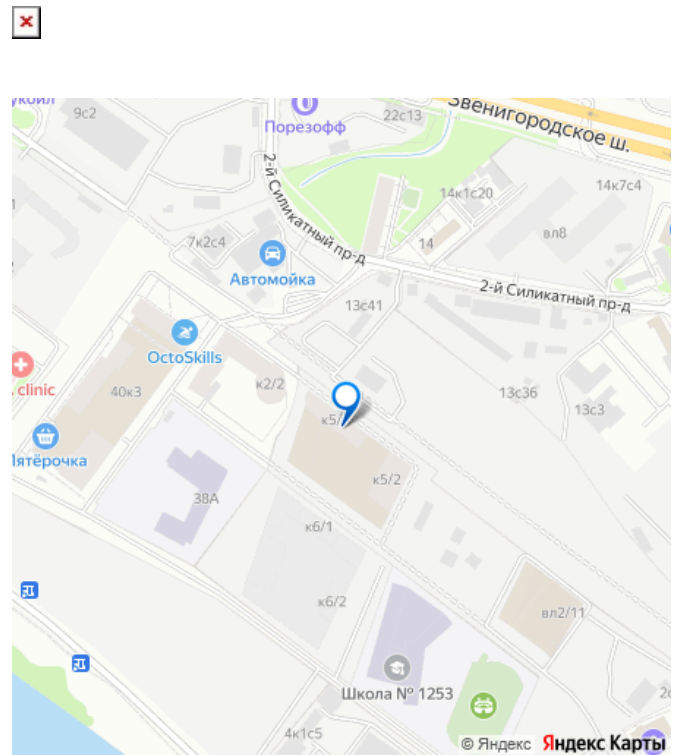 укойл
9с2
Порезофф
22с13
Звенигородское ш.
2-й Силикатный пр-д
14к1с20
14к7с4
7к2с4
14
вл8
Автомойка
2-й Силикатный пр-д
13с41
OctoSkills
clinic
40к3
к2/2
13с36
13с3
к5/
Пятёрочка
к5/2
38А
к6/1
к6/2
вл2/11
Школа № 1253
4к1с5
© Яндекс Яндекс Карты